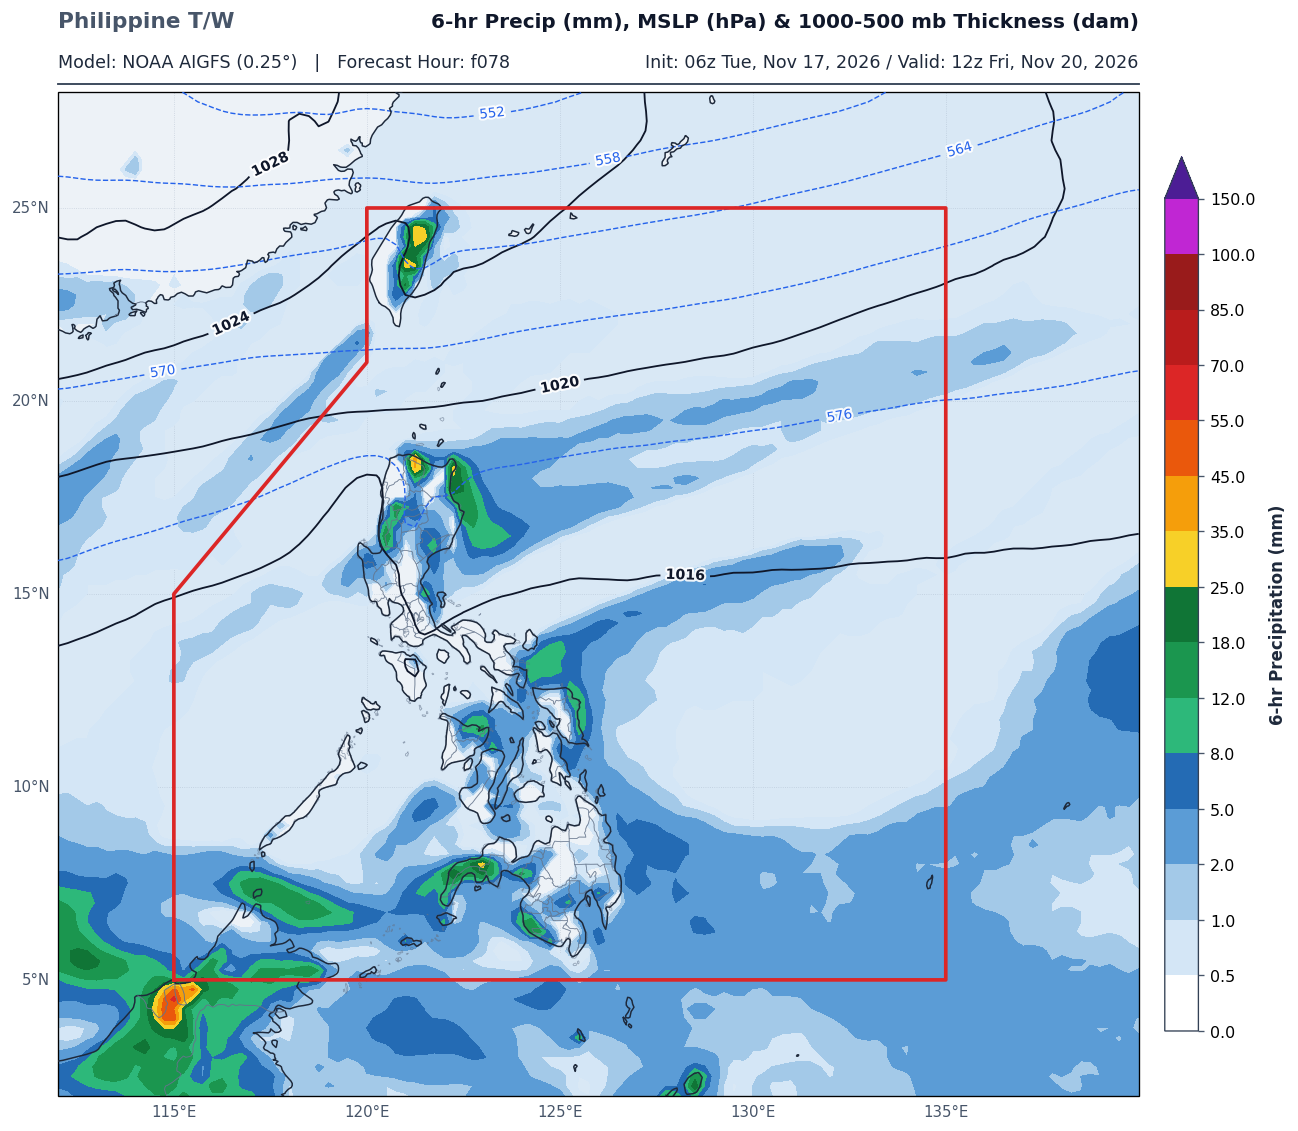 Philippine T/W
6-hr Precip (mm), MSLP (hPa) & 1000-500 mb Thickness (dam)
Model: NOAA AIGFS (0.25°) | Forecast Hour: f078
Init: 06z Tue, Nov 17, 2026 / Valid: 12z Fri, Nov 20, 2026
552
558
564
1028
25°N
1024
570
1020
576
20°N
1016
15°N
10°N
5°N
115°E
120°E
125°E
130°E
135°E
150.0
100.0
85.0
70.0
55.0
45.0
35.0
25.0
18.0
12.0
8.0
5.0
2.0
1.0
0.5
0.0
6-hr Precipitation (mm)